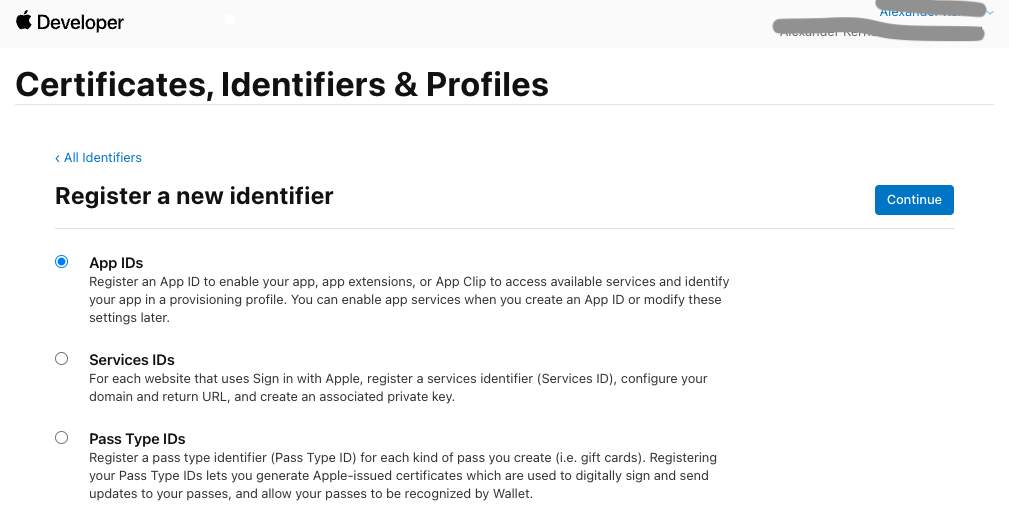 Developer
Alexander
Alexander
Certificates, Identifiers & Profiles
‹ All Identifiers
Register a new identifier
Continue
App IDs
Register an App ID to enable your app, app extensions, or App Clip to access available services and identify
your app in a provisioning profile. You can enable app services when you create an App ID or modify these
settings later.
Services IDs
For each website that uses Sign in with Apple, register a services identifier (Services ID), configure your
domain and return URL, and create an associated private key.
Pass Type IDs
Register a pass type identifier (Pass Type ID) for each kind of pass you create (i.e. gift cards). Registering
your Pass Type IDs lets you generate Apple-issued certificates which are used to digitally sign and send
updates to your passes, and allow your passes to be recognized by Wallet.